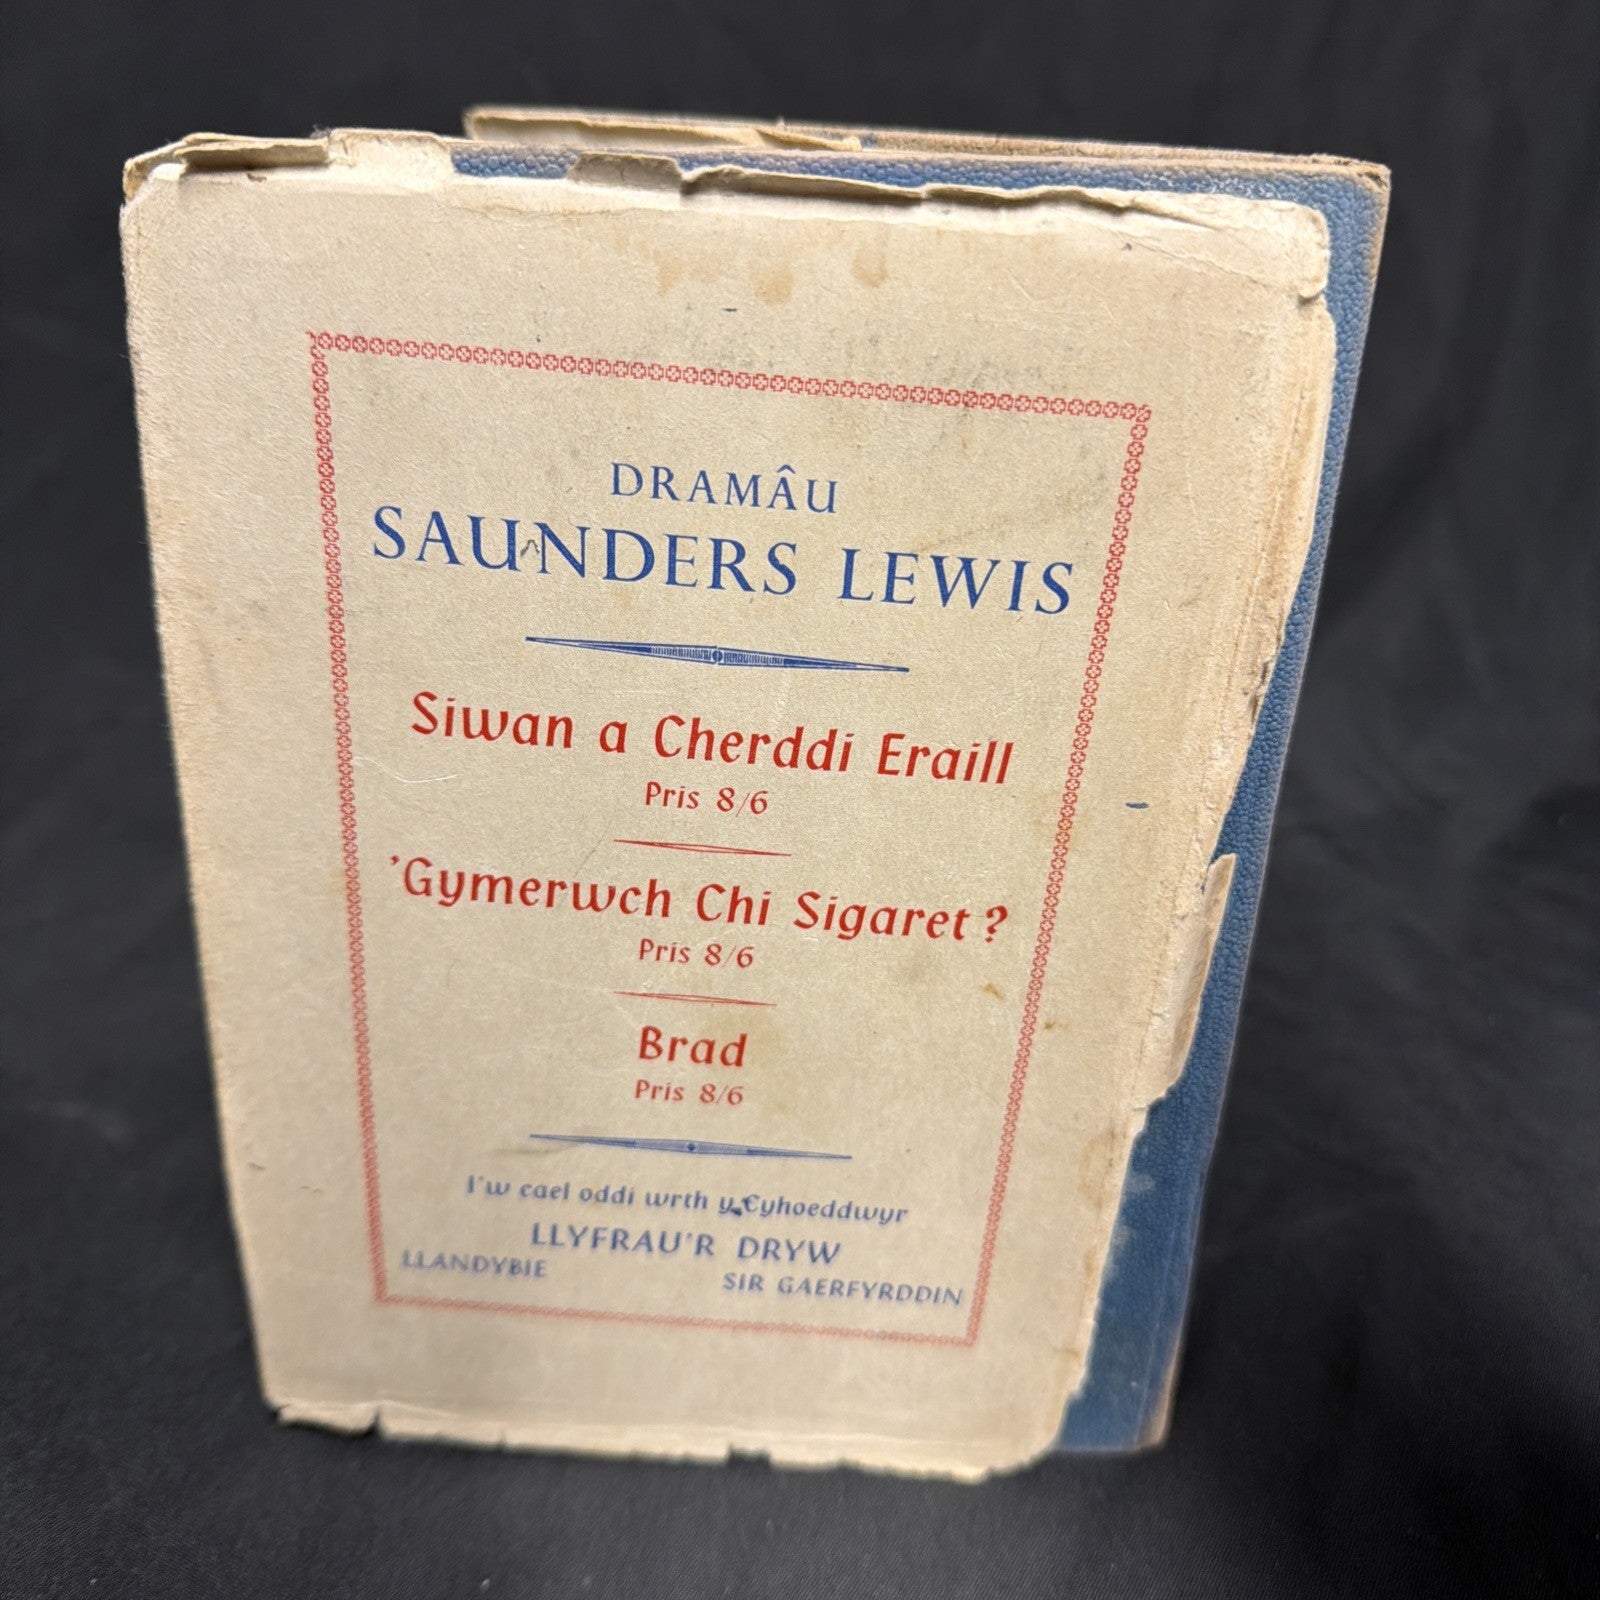 DRAMÂU
SAUNDERS LEWIS
Siwan a Cherddi Eraill
Pris 8/6
'Gymerwch Chi Sigaret?
Pris 8/6
Brad
Pris 8/6
I'w cael oddi wrth y Cyhoeddwyr
LLYFRAU'R DRYW
LLANDYBIE SIR GAERFYRDDIN